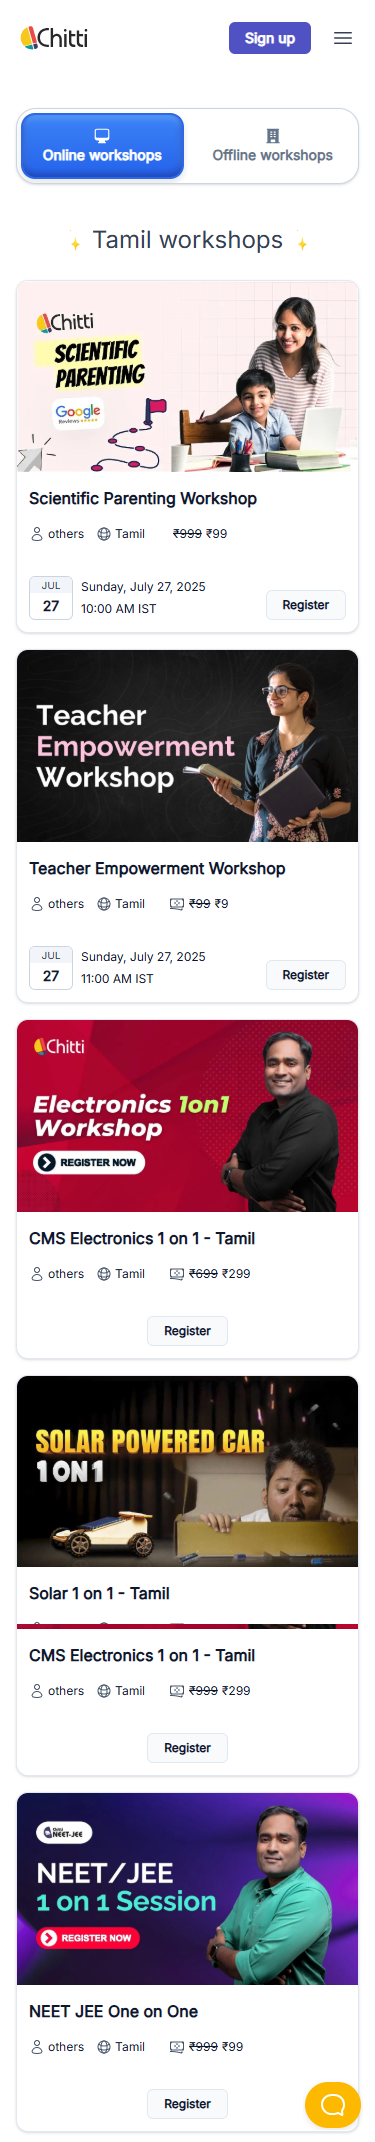 Chitti
Sign up
Online workshops
Offline workshops
Tamil workshops
Chitti
SCIENTIFIC
PARENTING
Google
Reviews
Scientific Parenting Workshop
others Tamil ₹999 ₹99
JUL
27
Sunday, July 27, 2025
10:00 AM IST
Register
Teacher
Empowerment
Workshop
Teacher Empowerment Workshop
others Tamil ₹99 ₹9
JUL
27
Sunday, July 27, 2025
11:00 AM IST
Register
Chitti
Electronics 1on1
Workshop
REGISTER NOW
CMS Electronics 1 on 1 - Tamil
others Tamil ₹699 ₹299
Register
SOLAR POWERED CAR
1 ON 1
Solar 1 on 1 - Tamil
CMS Electronics 1 on 1 - Tamil
others Tamil ₹999 ₹299
Register
NEET-JEE
NEET/JEE
1 on 1 Session
REGISTER NOW
NEET JEE One on One
others Tamil ₹999 ₹99
Register